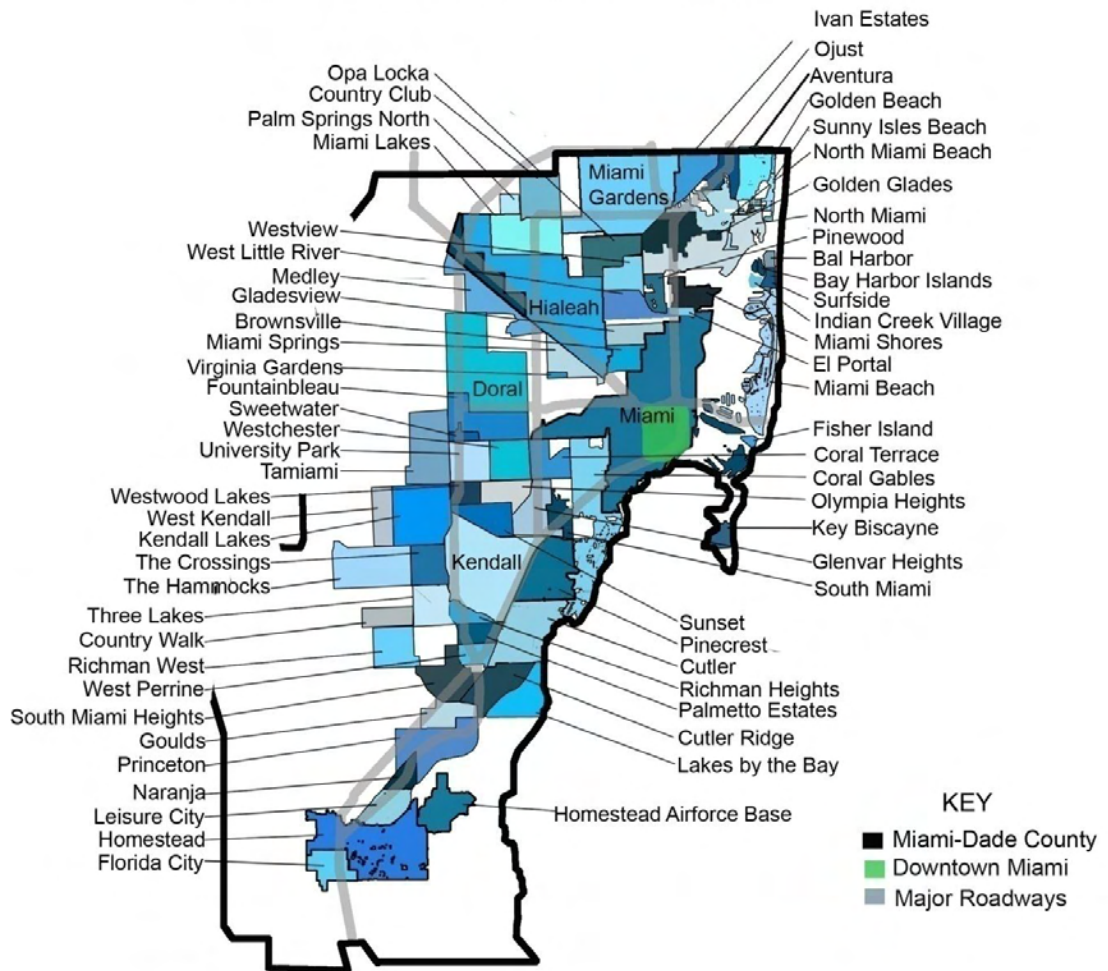 Ivan Estates
Ojust
Aventura
Golden Beach
Sunny Isles Beach
North Miami Beach
Golden Glades
North Miami
Pinewood
Bal Harbor
Bay Harbor Islands
Surfside
Indian Creek Village
Miami Shores
El Portal
Miami Beach
Fisher Island
Coral Terrace
Coral Gables
Olympia Heights
Key Biscayne
Glenvar Heights
South Miami
Sunset
Pinecrest
Cutler
Richman Heights
Palmetto Estates
Cutler Ridge
Lakes by the Bay
Homestead Airforce Base
Opa Locka
Country Club
Palm Springs North
Miami Lakes
Westview
West Little River
Medley
Gladesview
Brownsville
Miami Springs
Virginia Gardens
Fountainbleau
Sweetwater
Westchester
University Park
Tamiami
Westwood Lakes
West Kendall
Kendall Lakes
The Crossings
The Hammocks
Three Lakes
Country Walk
Richman West
West Perrine
South Miami Heights
Goulds
Princeton
Naranja
Leisure City
Homestead
Florida City
Miami
Gardens
Hialeah
Doral
Miami
Kendall
KEY
Miami-Dade County
Downtown Miami
Major Roadways